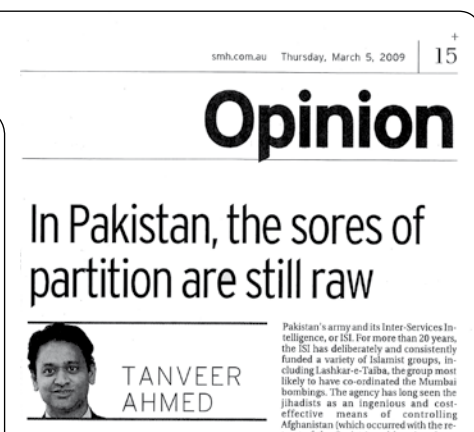 +
smh.com.au Thursday, March 5, 2009 15
Opinion
In Pakistan, the sores of
partition are still raw
TANVEER
AHMED
Pakistan's army and its Inter-Services In-
telligence, or ISI. For more than 20 years,
the ISI has deliberately and consistently
funded a variety of Islamist groups, in-
cluding Lashkar-e-Taiba, the group most
likely to have co-ordinated the Mumbai
bombings. The agency has long seen the
jihadists as an ingenious and cost-
effective means of controlling
Afghanistan (which occurred with the re-